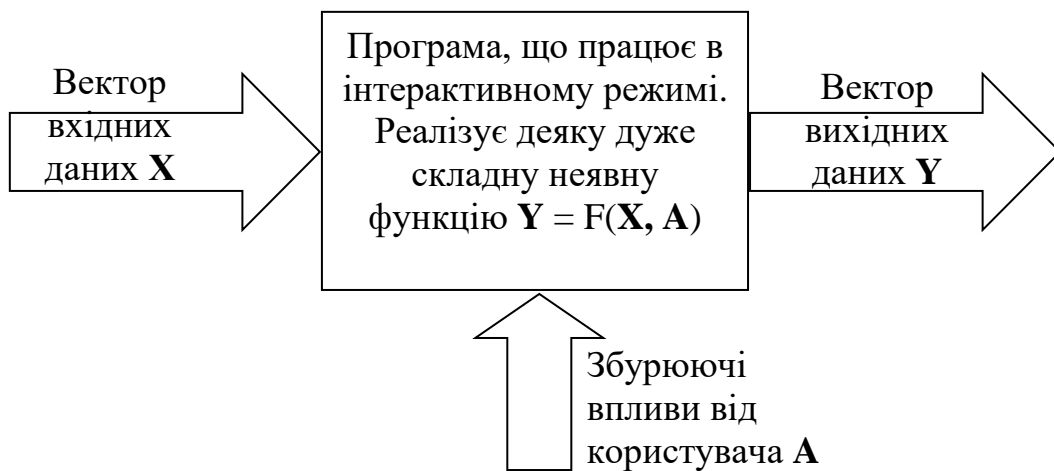 Вектор
вхідних
даних X
Програма, що працює в
інтерактивному режимі.
Реалізує деяку дуже
складну неявну
функцію Y = F(X, A)
Вектор
вихідних
даних Y
Збурюючі
впливи від
користувача A